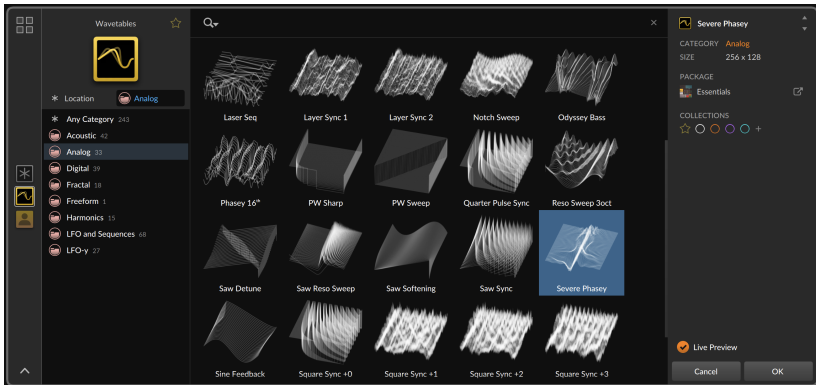 Wavetables
Location
Analog
Any Category 243
Acoustic 42
Analog 33
Digital 39
Fractal 18
Freeform 1
Harmonics 15
LFO and Sequences 68
LFO-y 27
Laser Seq
Layer Sync 1
Layer Sync 2
Notch Sweep
Odyssey Bass
Phasey 16th
PW Sharp
PW Sweep
Quarter Pulse Sync
Reso Sweep 3oct
Saw Detune
Saw Reso Sweep
Saw Softening
Saw Sync
Severe Phasey
Sine Feedback
Square Sync +0
Square Sync +1
Square Sync +2
Square Sync +3
Severe Phasey
CATEGORY Analog
SIZE 256 x 128
PACKAGE
Essentials
COLLECTIONS
Live Preview
Cancel
OK